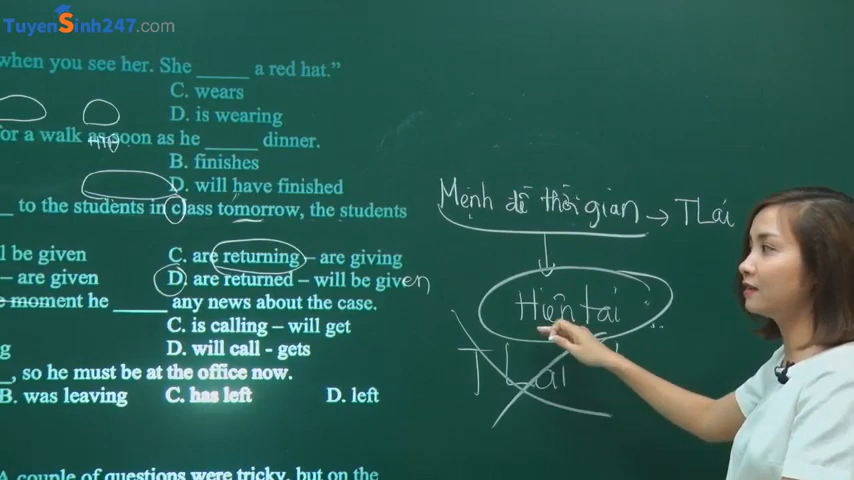 TuyenSinh247.com
when you see her. She _____ a red hat.”
C. wears
D. is wearing
for a walk as soon as he _____ dinner.
HTĐ
B. finishes
D. will have finished
_ to the students in class tomorrow, the students
l be given C. are returning – are giving
– are given D. are returned – will be given
e moment he _____ any news about the case.
C. is calling – will get
g D. will call - gets
_, so he must be at the office now.
B. was leaving C. has left D. left
A couple of questions were tricky, but on the
Mệnh đề thời gian → TLai
Hiện tại
TLai